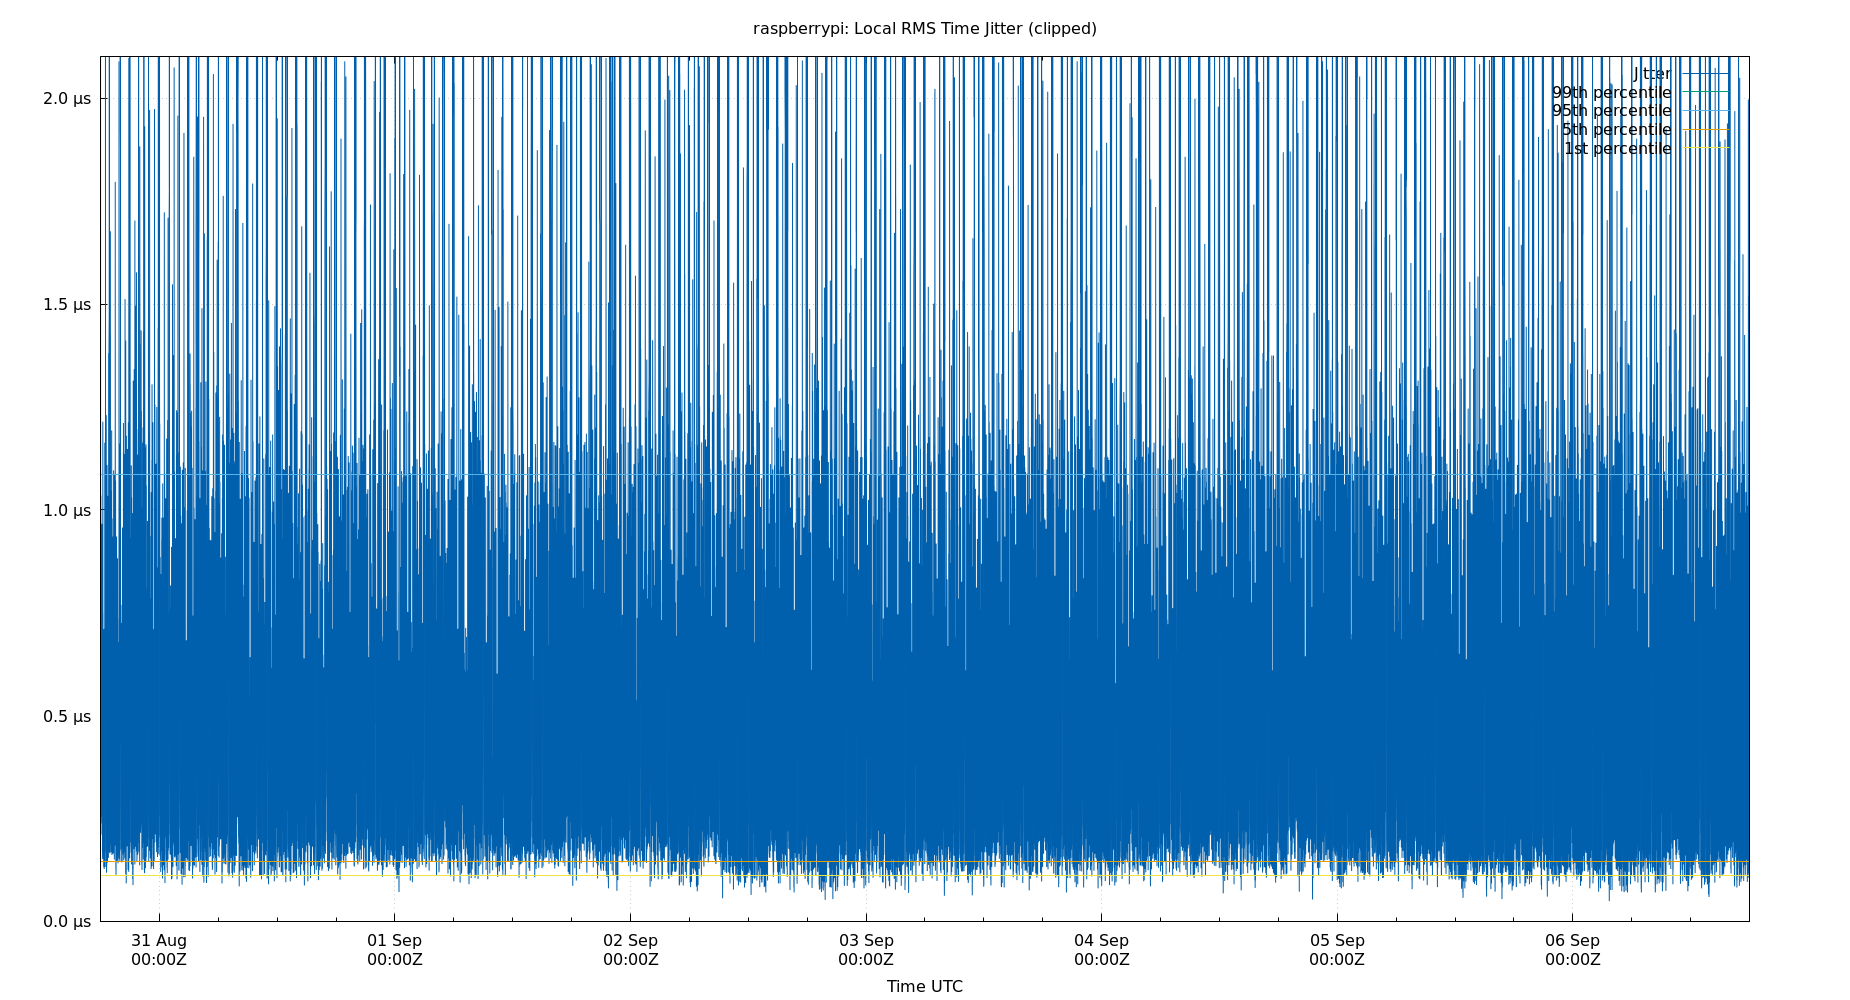 raspberrypi: Local RMS Time Jitter (clipped)
Jitter
99th percentile
95th percentile
5th percentile
1st percentile
2.0 µs
1.5 µs
1.0 µs
0.5 µs
0.0 µs
31 Aug 01 Sep 02 Sep 03 Sep 04 Sep 05 Sep 06 Sep
00:00Z 00:00Z 00:00Z 00:00Z 00:00Z 00:00Z 00:00Z
Time UTC